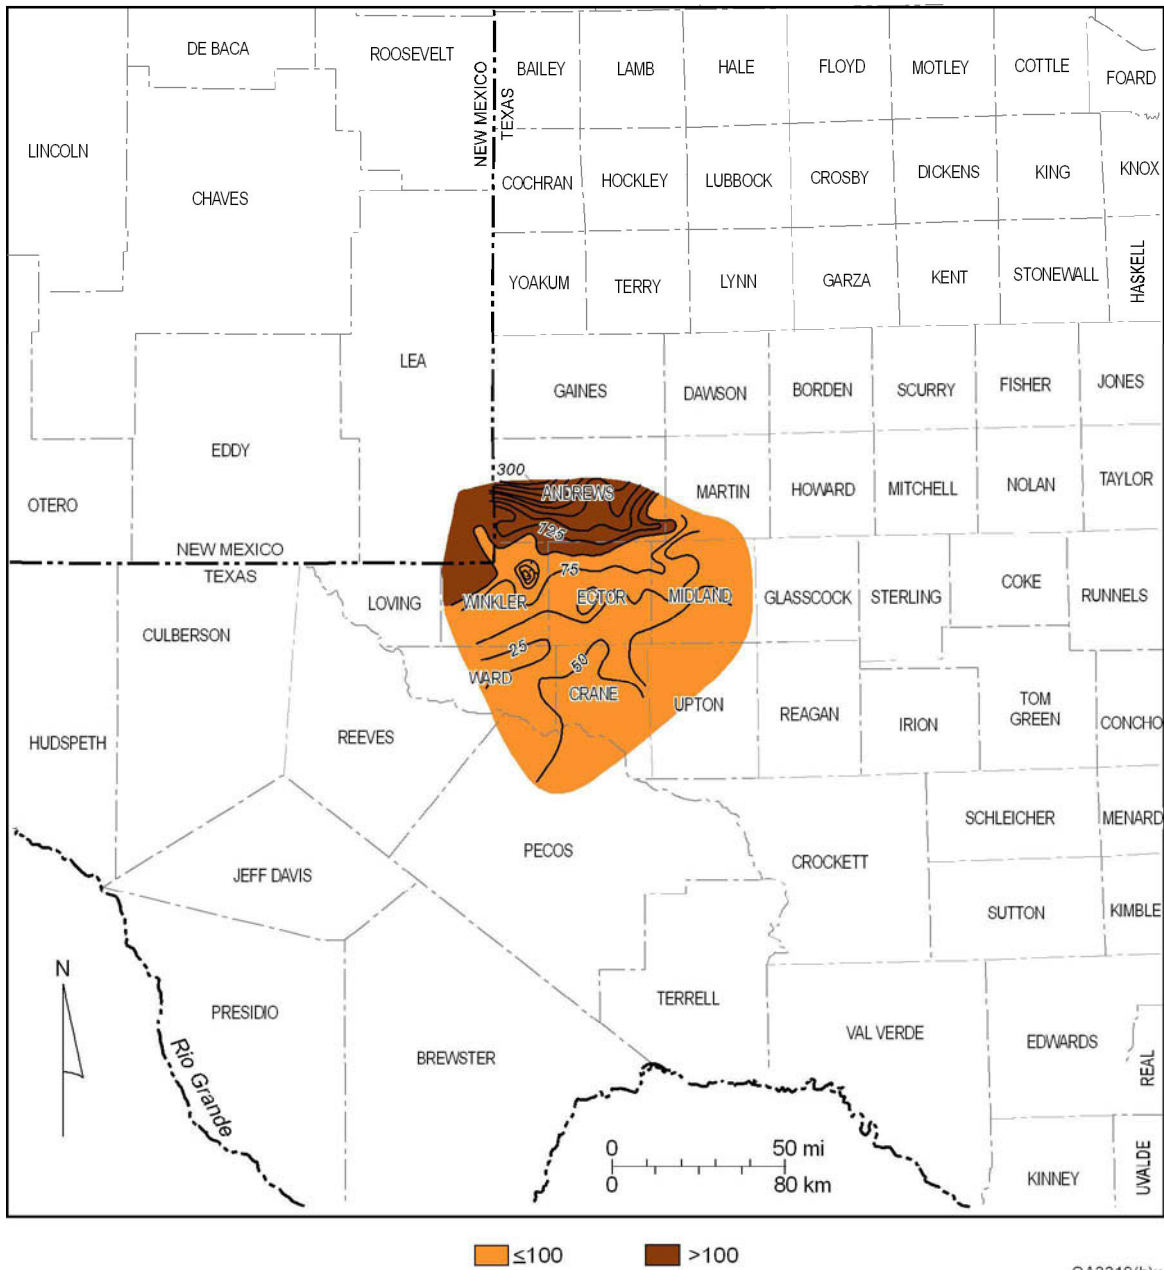 DE BACA
ROOSEVELT
NEW MEXICO
TEXAS
BAILEY
LAMB
HALE
FLOYD
MOTLEY
COTTLE
FOARD
LINCOLN
CHAVES
COCHRAN
HOCKLEY
LUBBOCK
CROSBY
DICKENS
KING
KNOX
YOAKUM
TERRY
LYNN
GARZA
KENT
STONEWALL
HASKELL
LEA
GAINES
DAWSON
BORDEN
SCURRY
FISHER
JONES
EDDY
OTERO
300
ANDREWS
MARTIN
HOWARD
MITCHELL
NOLAN
TAYLOR
125
NEW MEXICO
TEXAS
75
LOVING
WINKLER
ECTOR
MIDLAND
GLASSCOCK
STERLING
COKE
RUNNELS
CULBERSON
25
50
WARD
CRANE
UPTON
REAGAN
IRION
TOM
GREEN
CONCHO
HUDSPETH
REEVES
PECOS
CROCKETT
SCHLEICHER
MENARD
JEFF DAVIS
SUTTON
KIMBLE
N
PRESIDIO
Rio Grande
BREWSTER
TERRELL
VAL VERDE
EDWARDS
REAL
0 50 mi
0 80 km
KINNEY
UVALDE
≤100
>100